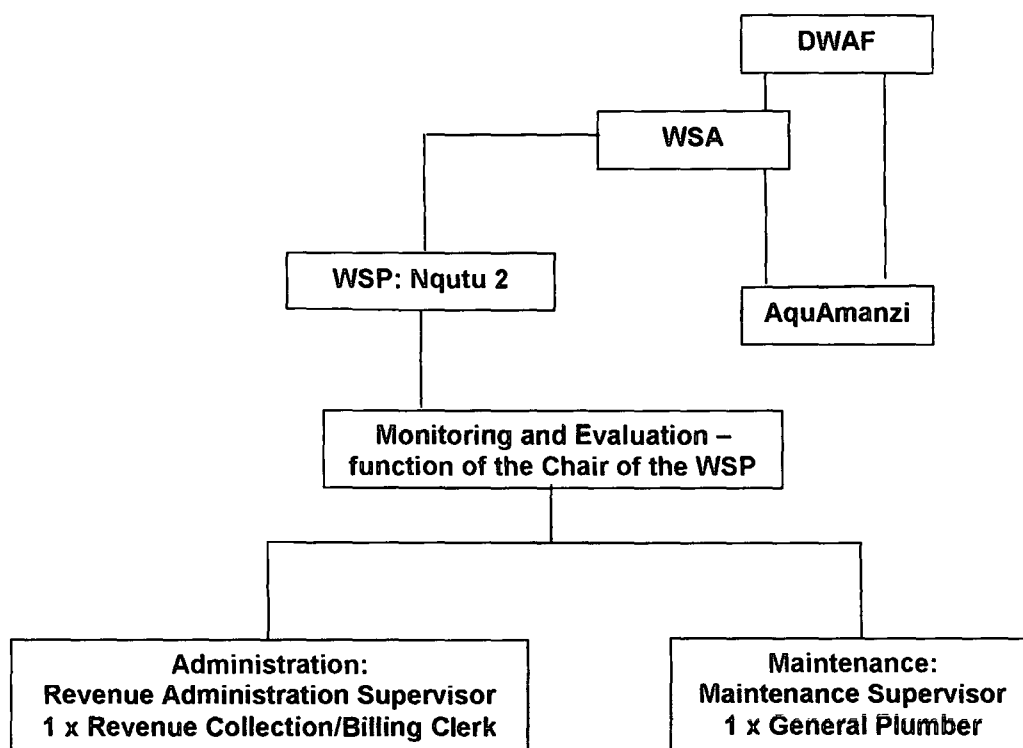 DWAF
WSA
WSP: Nqutu 2
AquAmanzi
Monitoring and Evaluation –
function of the Chair of the WSP
Administration:
Revenue Administration Supervisor
1 x Revenue Collection/Billing Clerk
Maintenance:
Maintenance Supervisor
1 x General Plumber